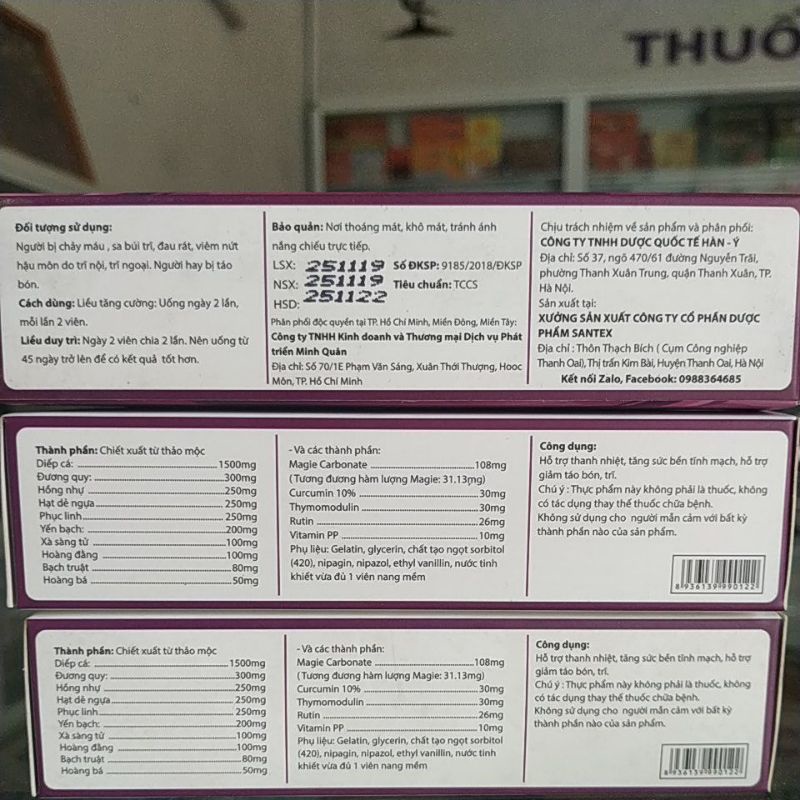 THUỐ
Đối tượng sử dụng:
Người bị chảy máu , sa búi trĩ, đau rát, viêm nứt
hậu môn do trĩ nội, trĩ ngoại. Người hay bị táo
bón.
Cách dùng: Liều tăng cường: Uống ngày 2 lần,
mỗi lần 2 viên.
Liều duy trì: Ngày 2 viên chia 2 lần. Nên uống từ
45 ngày trở lên để có kết quả tốt hơn.
Bảo quản: Nơi thoáng mát, khô mát, tránh ánh
nắng chiếu trực tiếp.
LSX: 251119 Số ĐKSP: 9185/2018/ĐKSP
NSX: 251119 Tiêu chuẩn: TCCS
HSD: 251122
Phân phối độc quyền tại TP. Hồ Chí Minh, Miền Đông, Miền Tây:
Công ty TNHH Kinh doanh và Thương mại Dịch vụ Phát
triển Minh Quân
Địa chỉ: Số 70/1E Phạm Văn Sáng, Xuân Thới Thượng, Hooc
Môn, TP. Hồ Chí Minh
Chịu trách nhiệm về sản phẩm và phân phối:
CÔNG TY TNHH DƯỢC QUỐC TẾ HÀN - Ý
Địa chỉ: Số 37, ngõ 470/61 đường Nguyễn Trãi,
phường Thanh Xuân Trung, quận Thanh Xuân, TP.
Hà Nội.
Sản xuất tại:
XƯỞNG SẢN XUẤT CÔNG TY CỔ PHẦN DƯỢC
PHẨM SANTEX
Địa chỉ : Thôn Thạch Bích ( Cụm Công nghiệp
Thanh Oai), Thị trấn Kim Bài, Huyện Thanh Oai, Hà Nội
Kết nối Zalo, Facebook: 0988364685
Thành phần: Chiết xuất từ thảo mộc
Diếp cá: 1500mg
Đương quy: 300mg
Hồng nhụ 250mg
Hạt dẻ ngựa 250mg
Phục linh 250mg
Yến bạch: 200mg
Xà sàng tử 100mg
Hoàng đằng 100mg
Bạch truật 80mg
Hoàng bá 50mg
- Và các thành phần:
Magie Carbonate 108mg
(Tương đương hàm lượng Magie: 31.13mg)
Curcumin 10% 30mg
Thymomodulin 30mg
Rutin 26mg
Vitamin PP 10mg
Phụ liệu: Gelatin, glycerin, chất tạo ngọt sorbitol
(420), nipagin, nipazol, ethyl vanillin, nước tinh
khiết vừa đủ 1 viên nang mềm
Công dụng:
Hỗ trợ thanh nhiệt, tăng sức bền tĩnh mạch, hỗ trợ
giảm táo bón, trĩ.
Chú ý : Thực phẩm này không phải là thuốc, không
có tác dụng thay thế thuốc chữa bệnh.
Không sử dụng cho người mẫn cảm với bất kỳ
thành phần nào của sản phẩm.
8 936139 990122
Thành phần: Chiết xuất từ thảo mộc
Diếp cá: 1500mg
Đương quy: 300mg
Hồng nhụ 250mg
Hạt dẻ ngựa 250mg
Phục linh 250mg
Yến bạch: 200mg
Xà sàng tử 100mg
Hoàng đằng 100mg
Bạch truật 80mg
Hoàng bá 50mg
- Và các thành phần:
Magie Carbonate 108mg
(Tương đương hàm lượng Magie: 31.13mg)
Curcumin 10% 30mg
Thymomodulin 30mg
Rutin 26mg
Vitamin PP 10mg
Phụ liệu: Gelatin, glycerin, chất tạo ngọt sorbitol
(420), nipagin, nipazol, ethyl vanillin, nước tinh
khiết vừa đủ 1 viên nang mềm
Công dụng:
Hỗ trợ thanh nhiệt, tăng sức bền tĩnh mạch, hỗ trợ
giảm táo bón, trĩ.
Chú ý : Thực phẩm này không phải là thuốc, không
có tác dụng thay thế thuốc chữa bệnh.
Không sử dụng cho người mẫn cảm với bất kỳ
thành phần nào của sản phẩm.
8 936139 990122